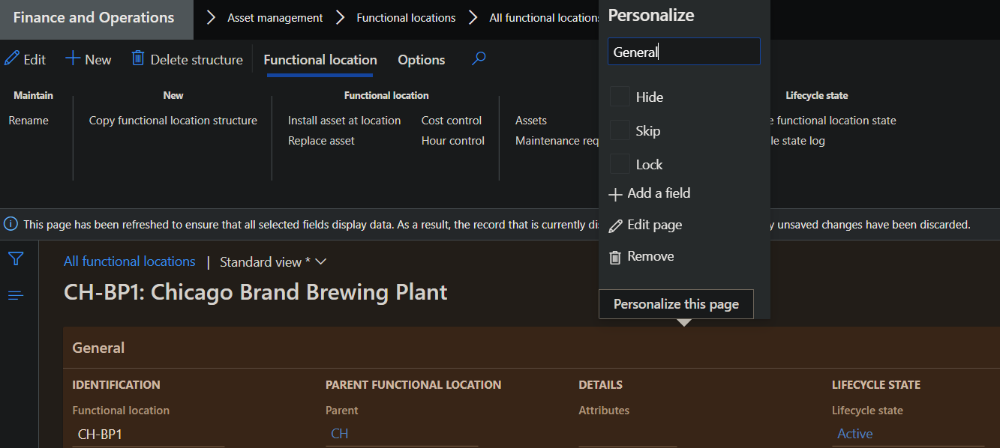 Finance and Operations
Asset management
Functional locations
All functional locations
Edit
New
Delete structure
Functional location
Options
Maintain
Rename
New
Copy functional location structure
Functional location
Install asset at location
Replace asset
Cost control
Hour control
Assets
Maintenance req
Lifecycle state
e functional location state
le state log
Personalize
General
Hide
Skip
Lock
Add a field
Edit page
Remove
Personalize this page
This page has been refreshed to ensure that all selected fields display data. As a result, the record that is currently dis
y unsaved changes have been discarded.
All functional locations | Standard view *
CH-BP1: Chicago Brand Brewing Plant
General
IDENTIFICATION
Functional location
CH-BP1
PARENT FUNCTIONAL LOCATION
Parent
CH
DETAILS
Attributes
LIFECYCLE STATE
Lifecycle state
Active